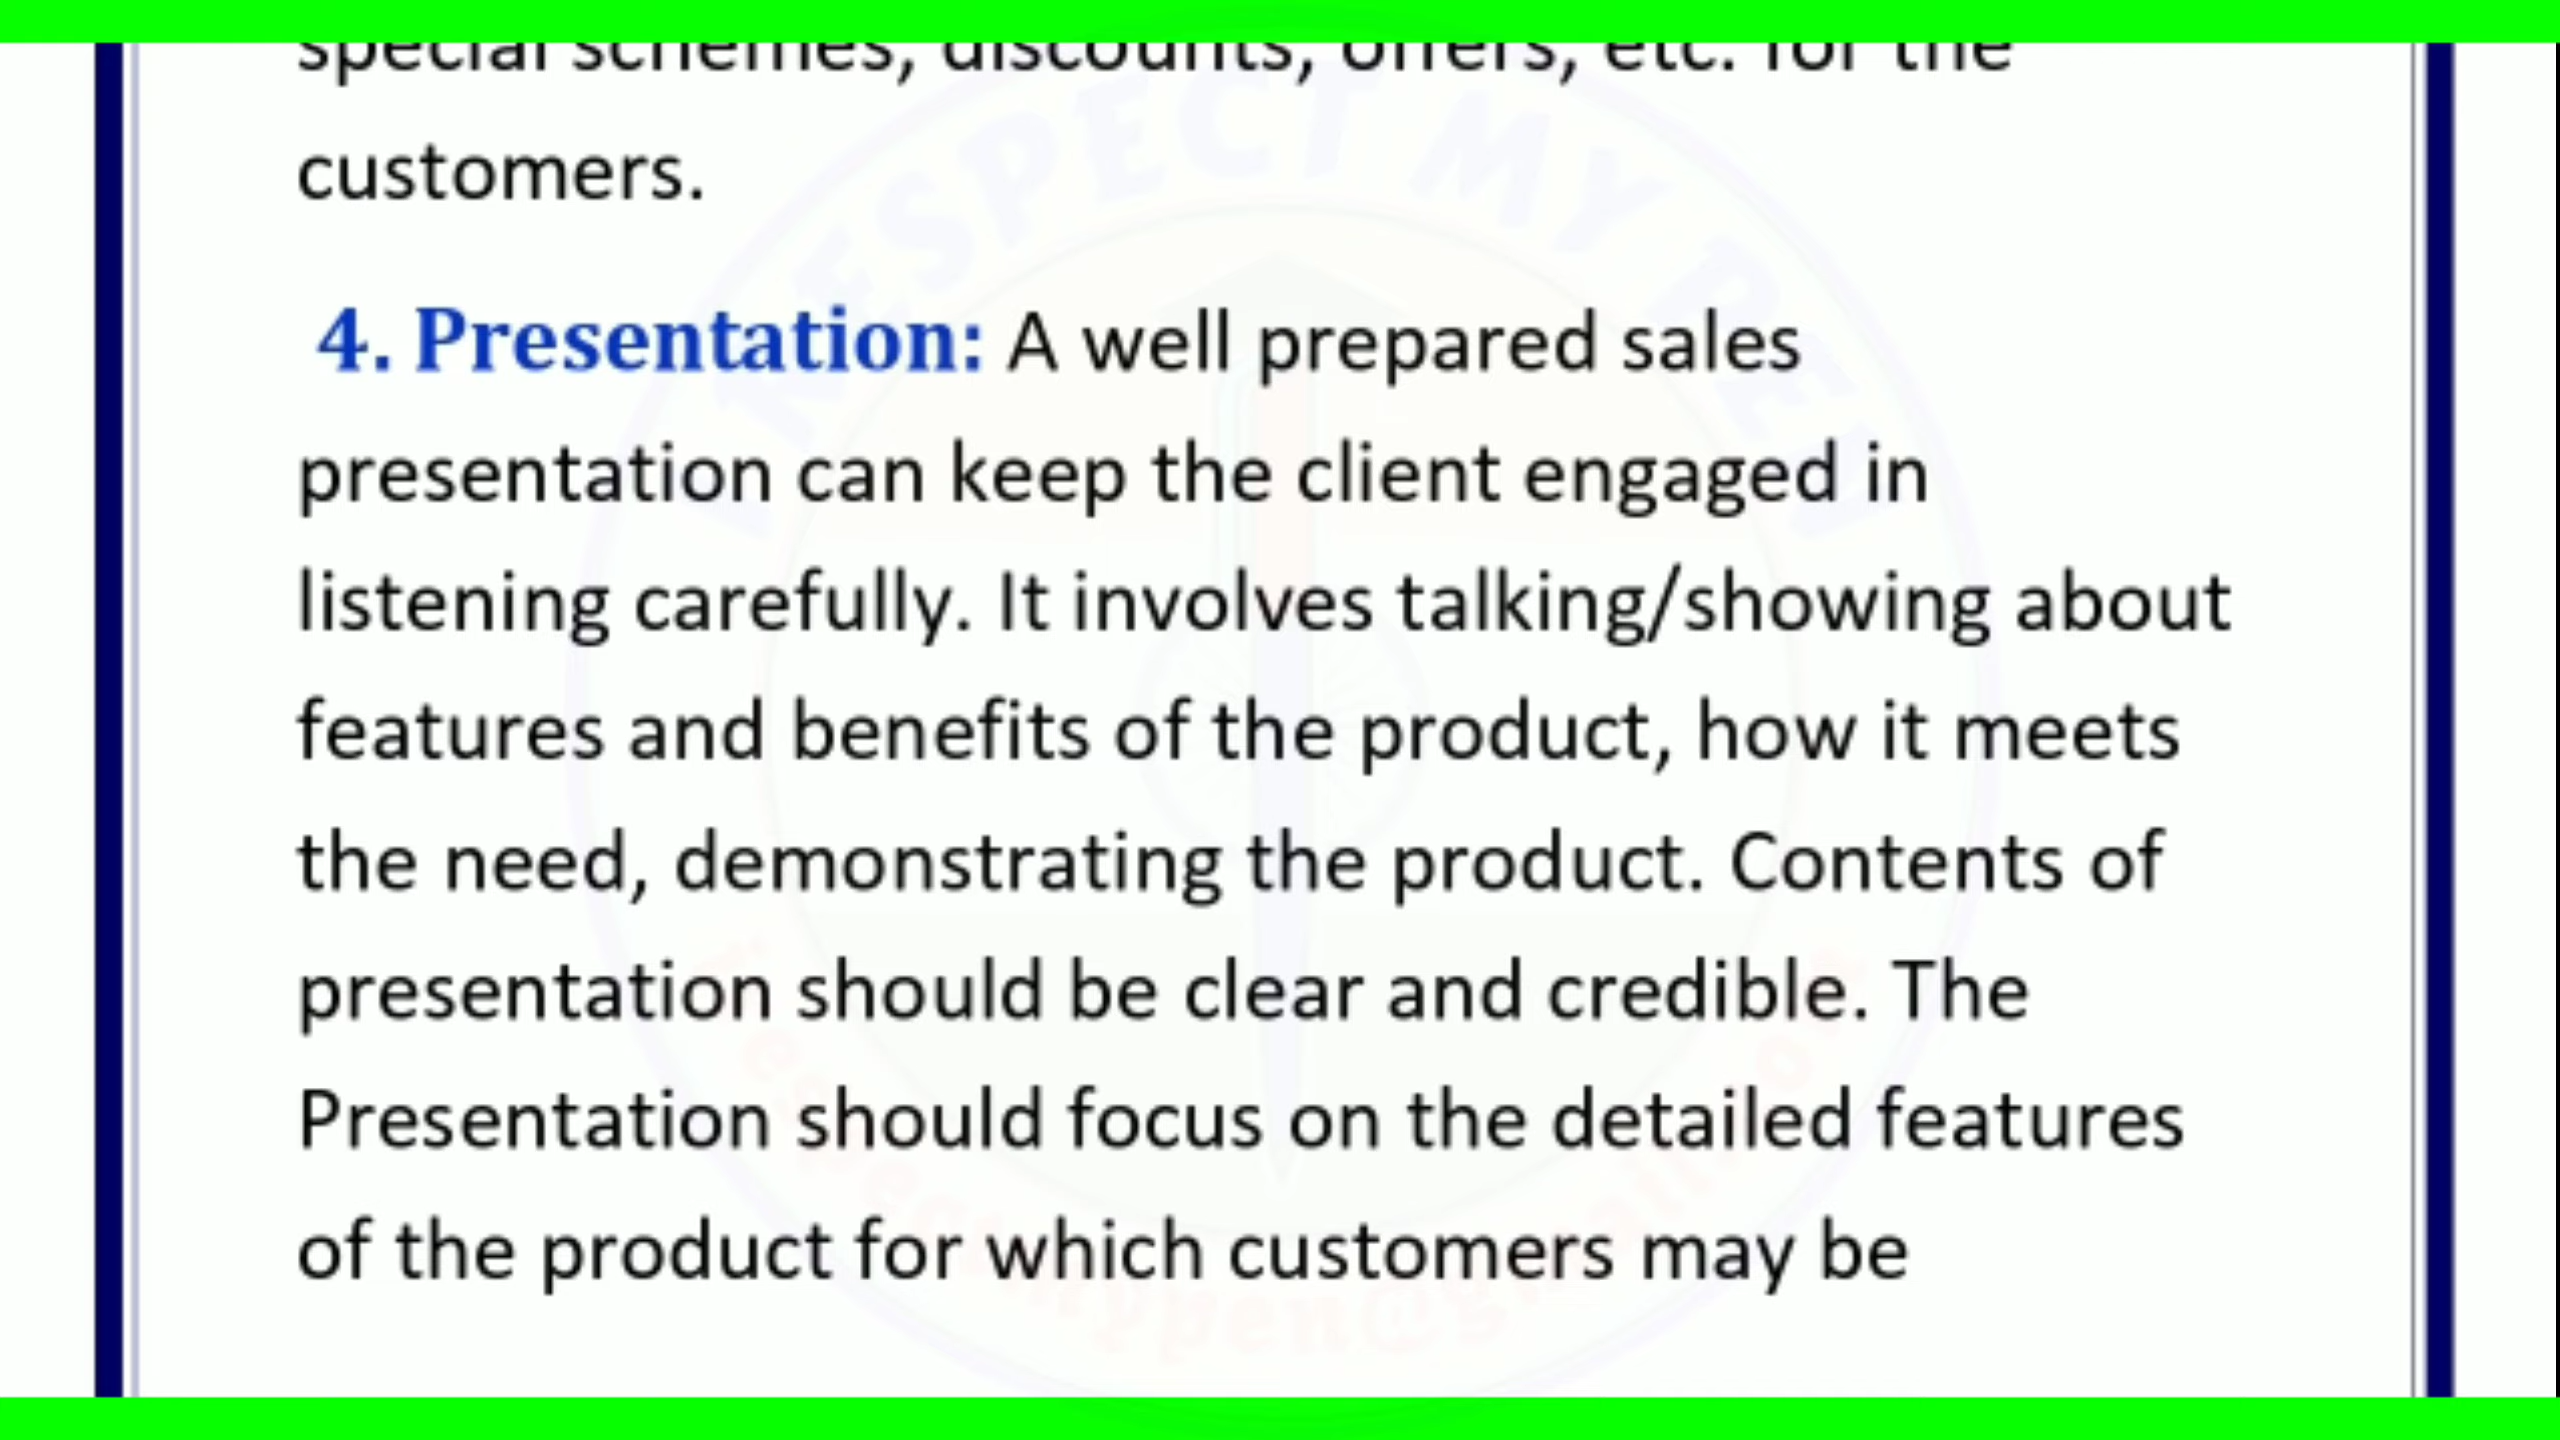 special schemes, discounts, offers, etc. for the
customers.
4. Presentation: A well prepared sales
presentation can keep the client engaged in
listening carefully. It involves talking/showing about
features and benefits of the product, how it meets
the need, demonstrating the product. Contents of
presentation should be clear and credible. The
Presentation should focus on the detailed features
of the product for which customers may be
I RESPECT MY PEN